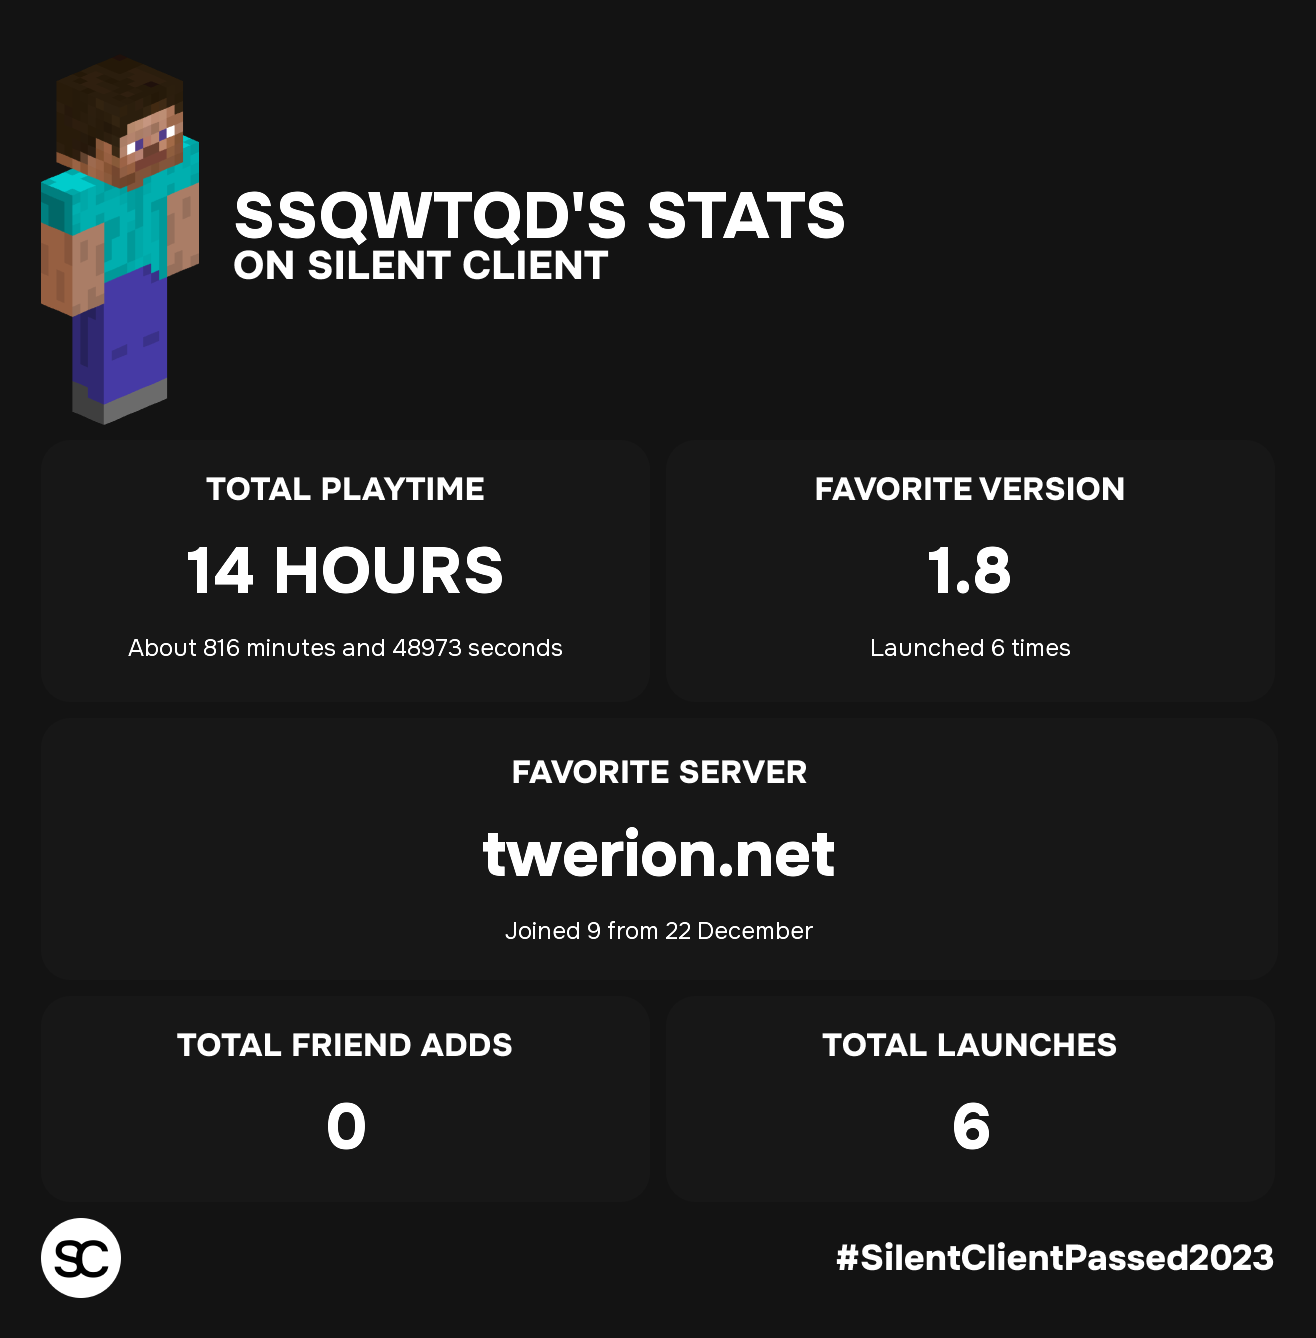 SSQWTQD'S STATS
ON SILENT CLIENT
TOTAL PLAYTIME
14 HOURS
About 816 minutes and 48973 seconds
FAVORITE VERSION
1.8
Launched 6 times
FAVORITE SERVER
twerion.net
Joined 9 from 22 December
TOTAL FRIEND ADDS
0
TOTAL LAUNCHES
6
SC
#SilentClientPassed2023